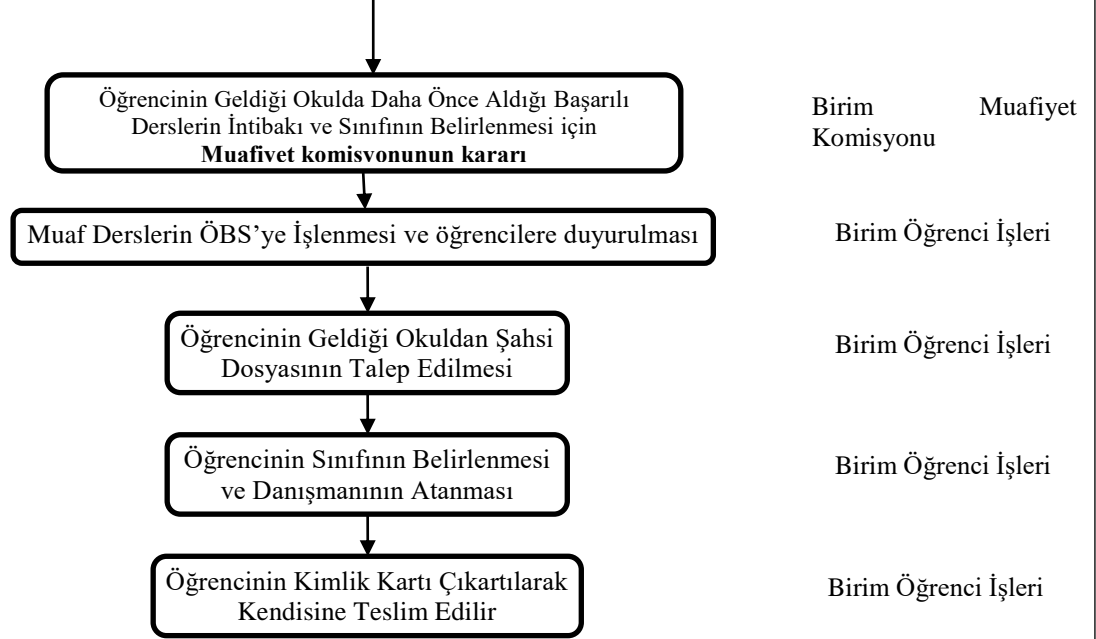 Öğrencinin Geldiği Okulda Daha Önce Aldığı Başarılı
Derslerin İntibakı ve Sınıfının Belirlenmesi için
Muafivet komisvonunun kararı
Birim Muafiyet
Komisyonu
Muaf Derslerin ÖBS’ye İşlenmesi ve öğrencilere duyurulması
Birim Öğrenci İşleri
Öğrencinin Geldiği Okuldan Şahsi
Dosyasının Talep Edilmesi
Birim Öğrenci İşleri
Öğrencinin Sınıfının Belirlenmesi
ve Danışmanının Atanması
Birim Öğrenci İşleri
Öğrencinin Kimlik Kartı Çıkartılarak
Kendisine Teslim Edilir
Birim Öğrenci İşleri